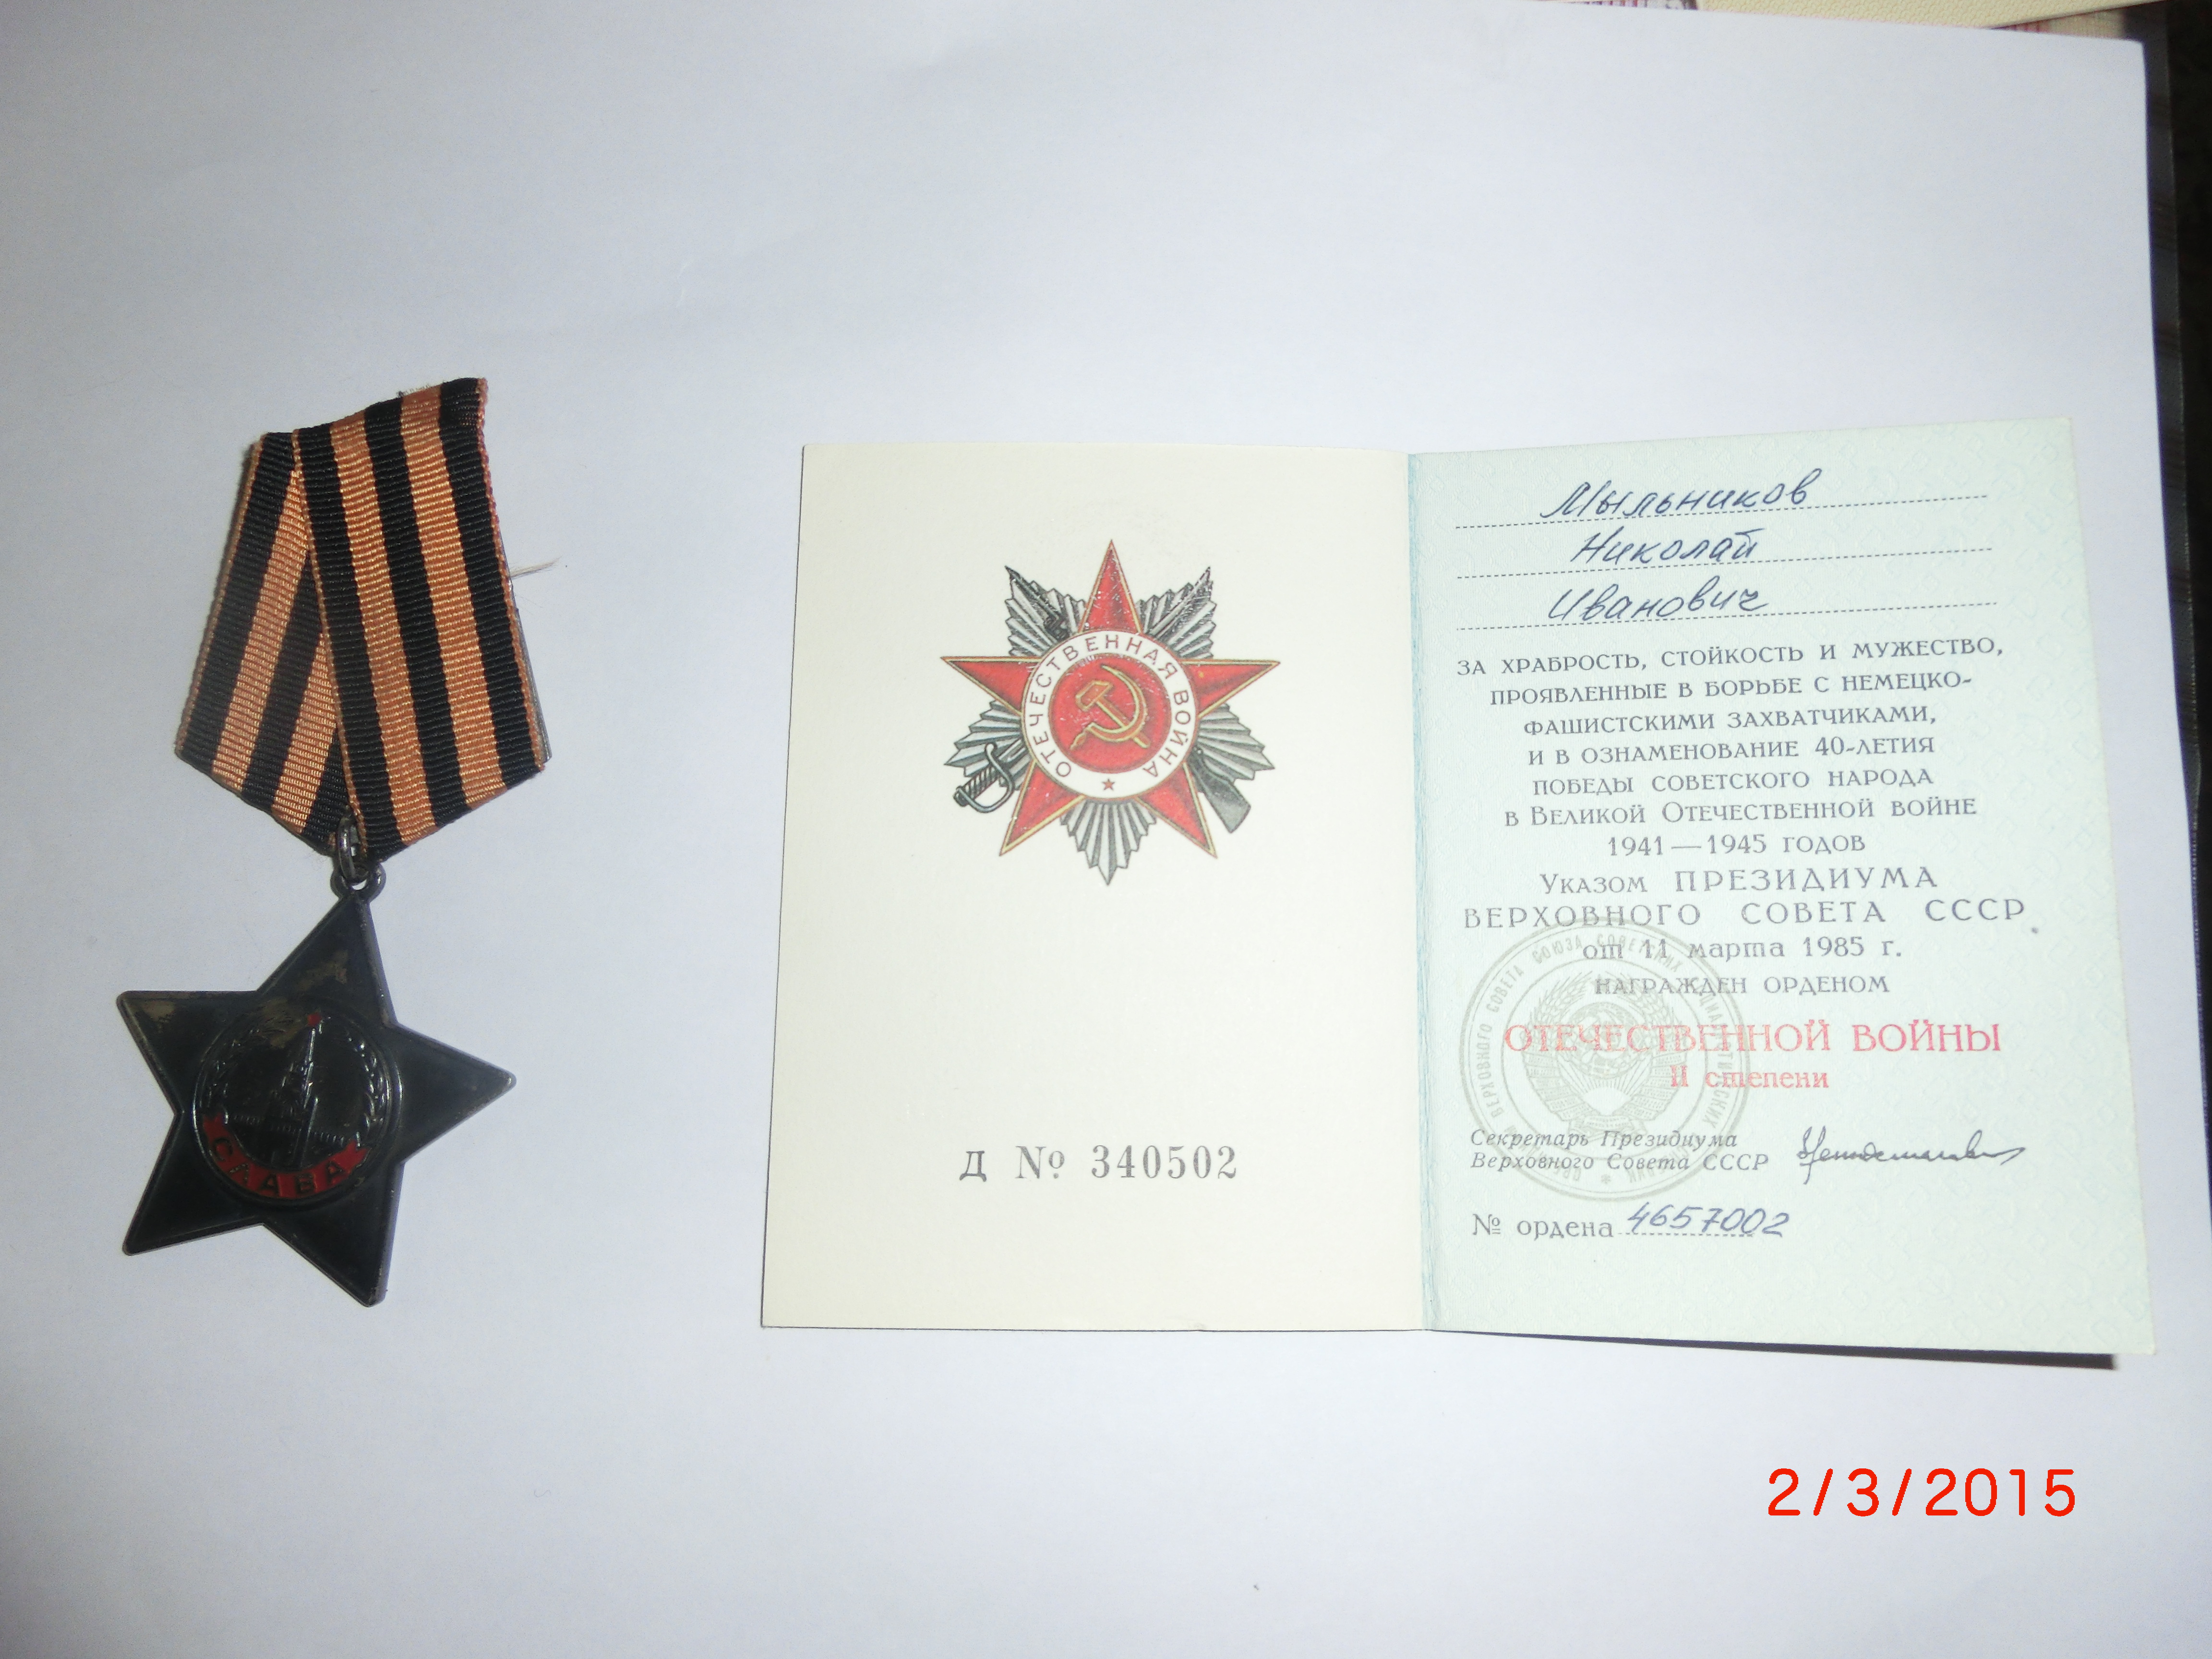 СЛАВА
ОТЕЧЕСТВЕННАЯ ВОЙНА
Д № 340502
Мыльников
Николай
Иванович
ЗА ХРАБРОСТЬ, СТОЙКОСТЬ И МУЖЕСТВО,
ПРОЯВЛЕННЫЕ В БОРЬБЕ С НЕМЕЦКО-
ФАШИСТСКИМИ ЗАХВАТЧИКАМИ,
И В ОЗНАМЕНОВАНИЕ 40-ЛЕТИЯ
ПОБЕДЫ СОВЕТСКОГО НАРОДА
В ВЕЛИКОЙ ОТЕЧЕСТВЕННОЙ ВОЙНЕ
1941—1945 ГОДОВ
УКАЗОМ ПРЕЗИДИУМА
ВЕРХОВНОГО СОВЕТА СССР
от 11 марта 1985 г.
НАГРАЖДЕН ОРДЕНОМ
ОТЕЧЕСТВЕННОЙ ВОЙНЫ
II степени
Секретарь Президиума
Верховного Совета СССР
№ ордена 4657002
2/3/2015